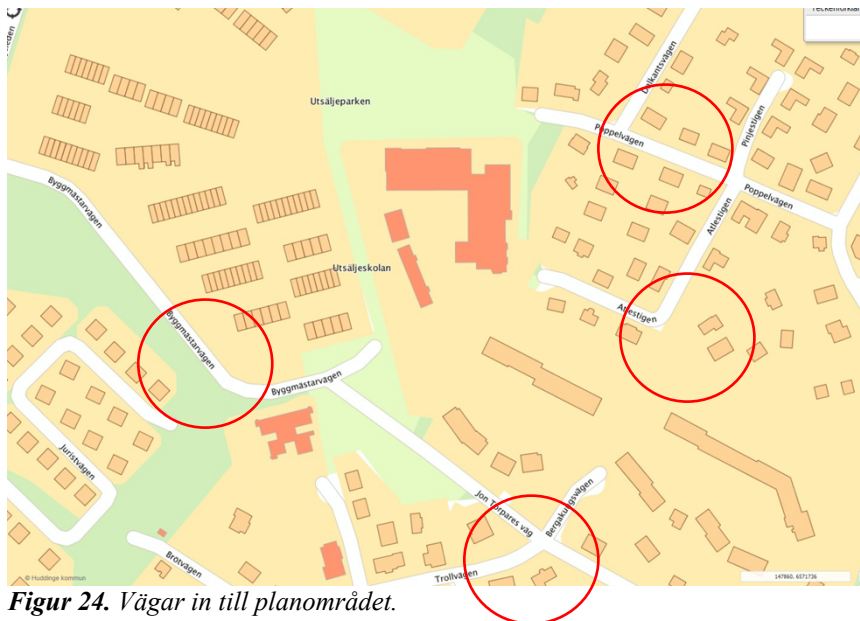 Teckenförklar
Dalkantsvägen
Utsäljeparken
Poppelvägen
Pinjestigen
Byggmästarvägen
Poppelvägen
Atlestigen
Utsäljeskolan
Atlestigen
Byggmästarvägen
Byggmästarvägen
Juristvägen
Bergakungsvägen
Jon Torpares väg
Brotvägen
Trollvägen
© Huddinge kommun
147860, 6571736
Figur 24. Vägar in till planområdet.